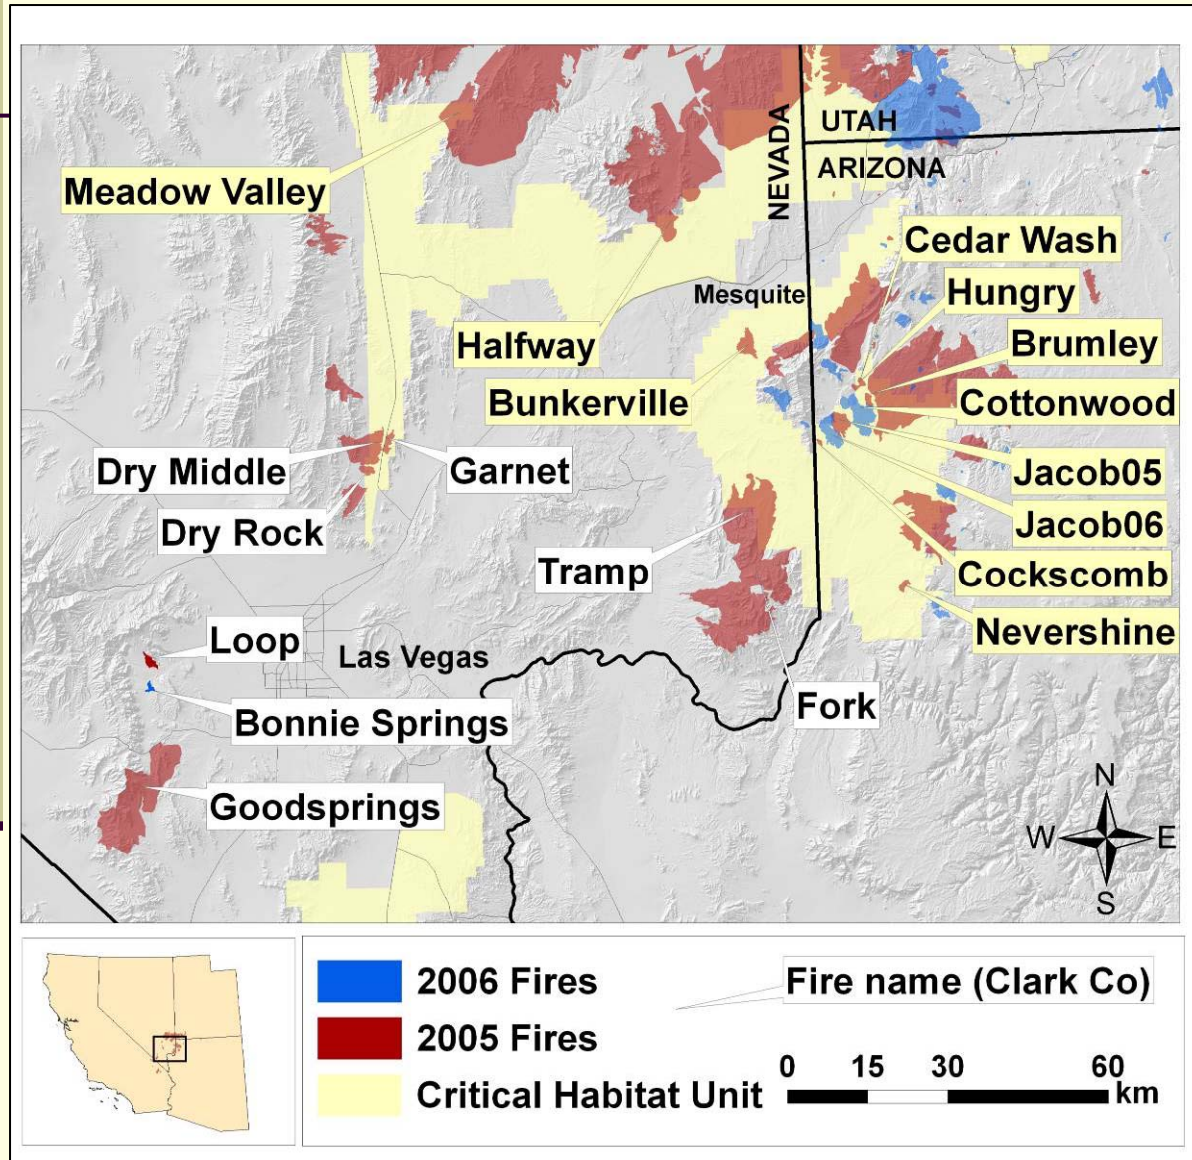 UTAH
NEVADA
ARIZONA
Meadow Valley
Cedar Wash
Hungry
Mesquite
Halfway
Brumley
Bunkerville
Cottonwood
Dry Middle
Garnet
Jacob05
Dry Rock
Jacob06
Tramp
Cockscomb
Loop
Las Vegas
Nevershine
Bonnie Springs
Fork
Goodsprings
N
W
E
S
2006 Fires
2005 Fires
Critical Habitat Unit
Fire name (Clark Co)
0 15 30 60
km